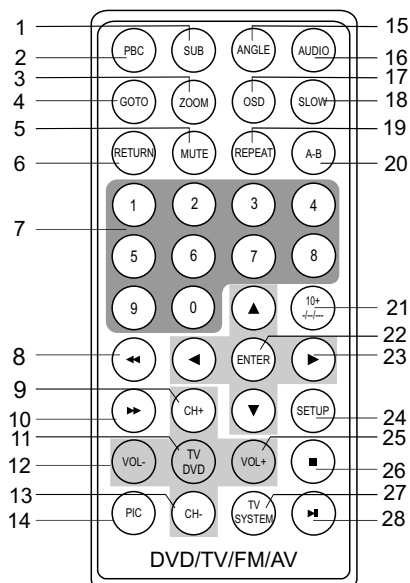 1 15
PBC SUB ANGLE AUDIO
2 16
3 17
GOTO ZOOM OSD SLOW
4 18
5 19
RETURN MUTE REPEAT A-B
6 20
1 2 3 4
7
5 6 7 8
9 0 10+ 21
-/--/---
22
8 ENTER 23
9
CH+ SETUP 24
10
11 25
12 VOL- TV DVD VOL+ 26
13 27
PIC CH- TV SYSTEM
14 28
DVD/TV/FM/AV